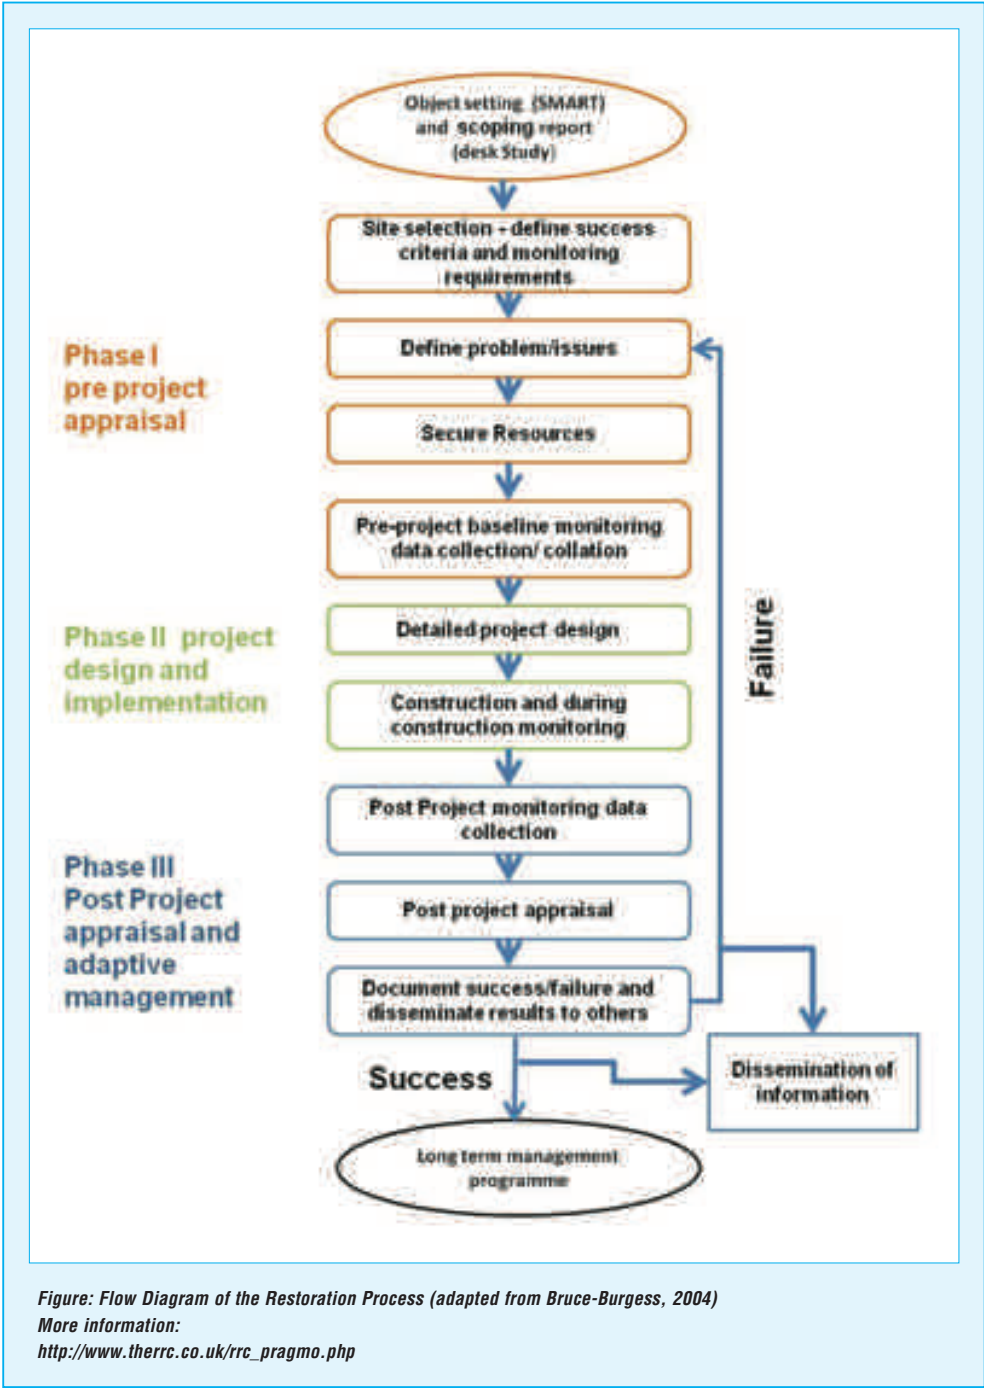 Object setting (SMART)
and scoping report
(desk Study)
Site selection - define success
criteria and monitoring
requirements
Define problem/issues
Phase I
pre project
appraisal
Secure Resources
Pre-project baseline monitoring
data collection/ collation
Detailed project design
Phase II project
design and
implementation
Construction and during
construction monitoring
Failure
Post Project monitoring data
collection
Phase III
Post Project
appraisal and
adaptive
management
Post project appraisal
Document success/failure and
disseminate results to others
Success
Dissemination of
information
Long term management
programme
Figure: Flow Diagram of the Restoration Process (adapted from Bruce-Burgess, 2004)
More information:
http://www.therrc.co.uk/rrc_pragmo.php